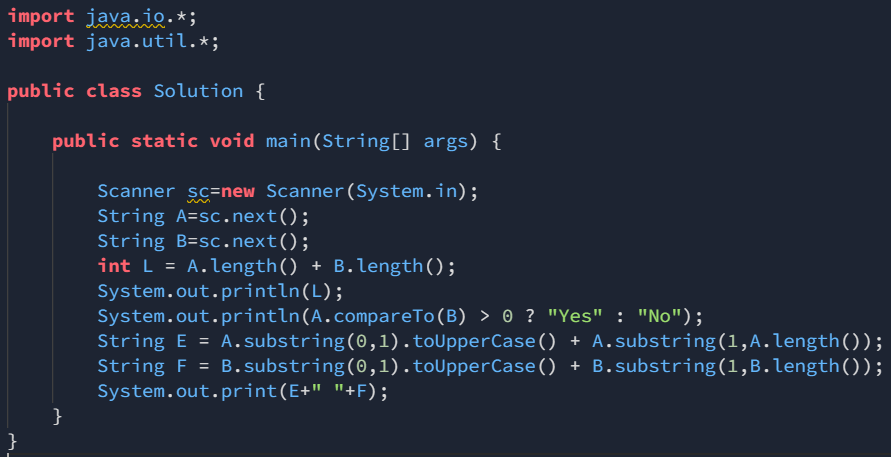 import java.io.*;
import java.util.*;
public class Solution {
public static void main(String[] args) {
Scanner sc=new Scanner(System.in);
String A=sc.next();
String B=sc.next();
int L = A.length() + B.length();
System.out.println(L);
System.out.println(A.compareTo(B) > 0 ? "Yes" : "No");
String E = A.substring(0,1).toUpperCase() + A.substring(1,A.length());
String F = B.substring(0,1).toUpperCase() + B.substring(1,B.length());
System.out.print(E+" "+F);
}
}